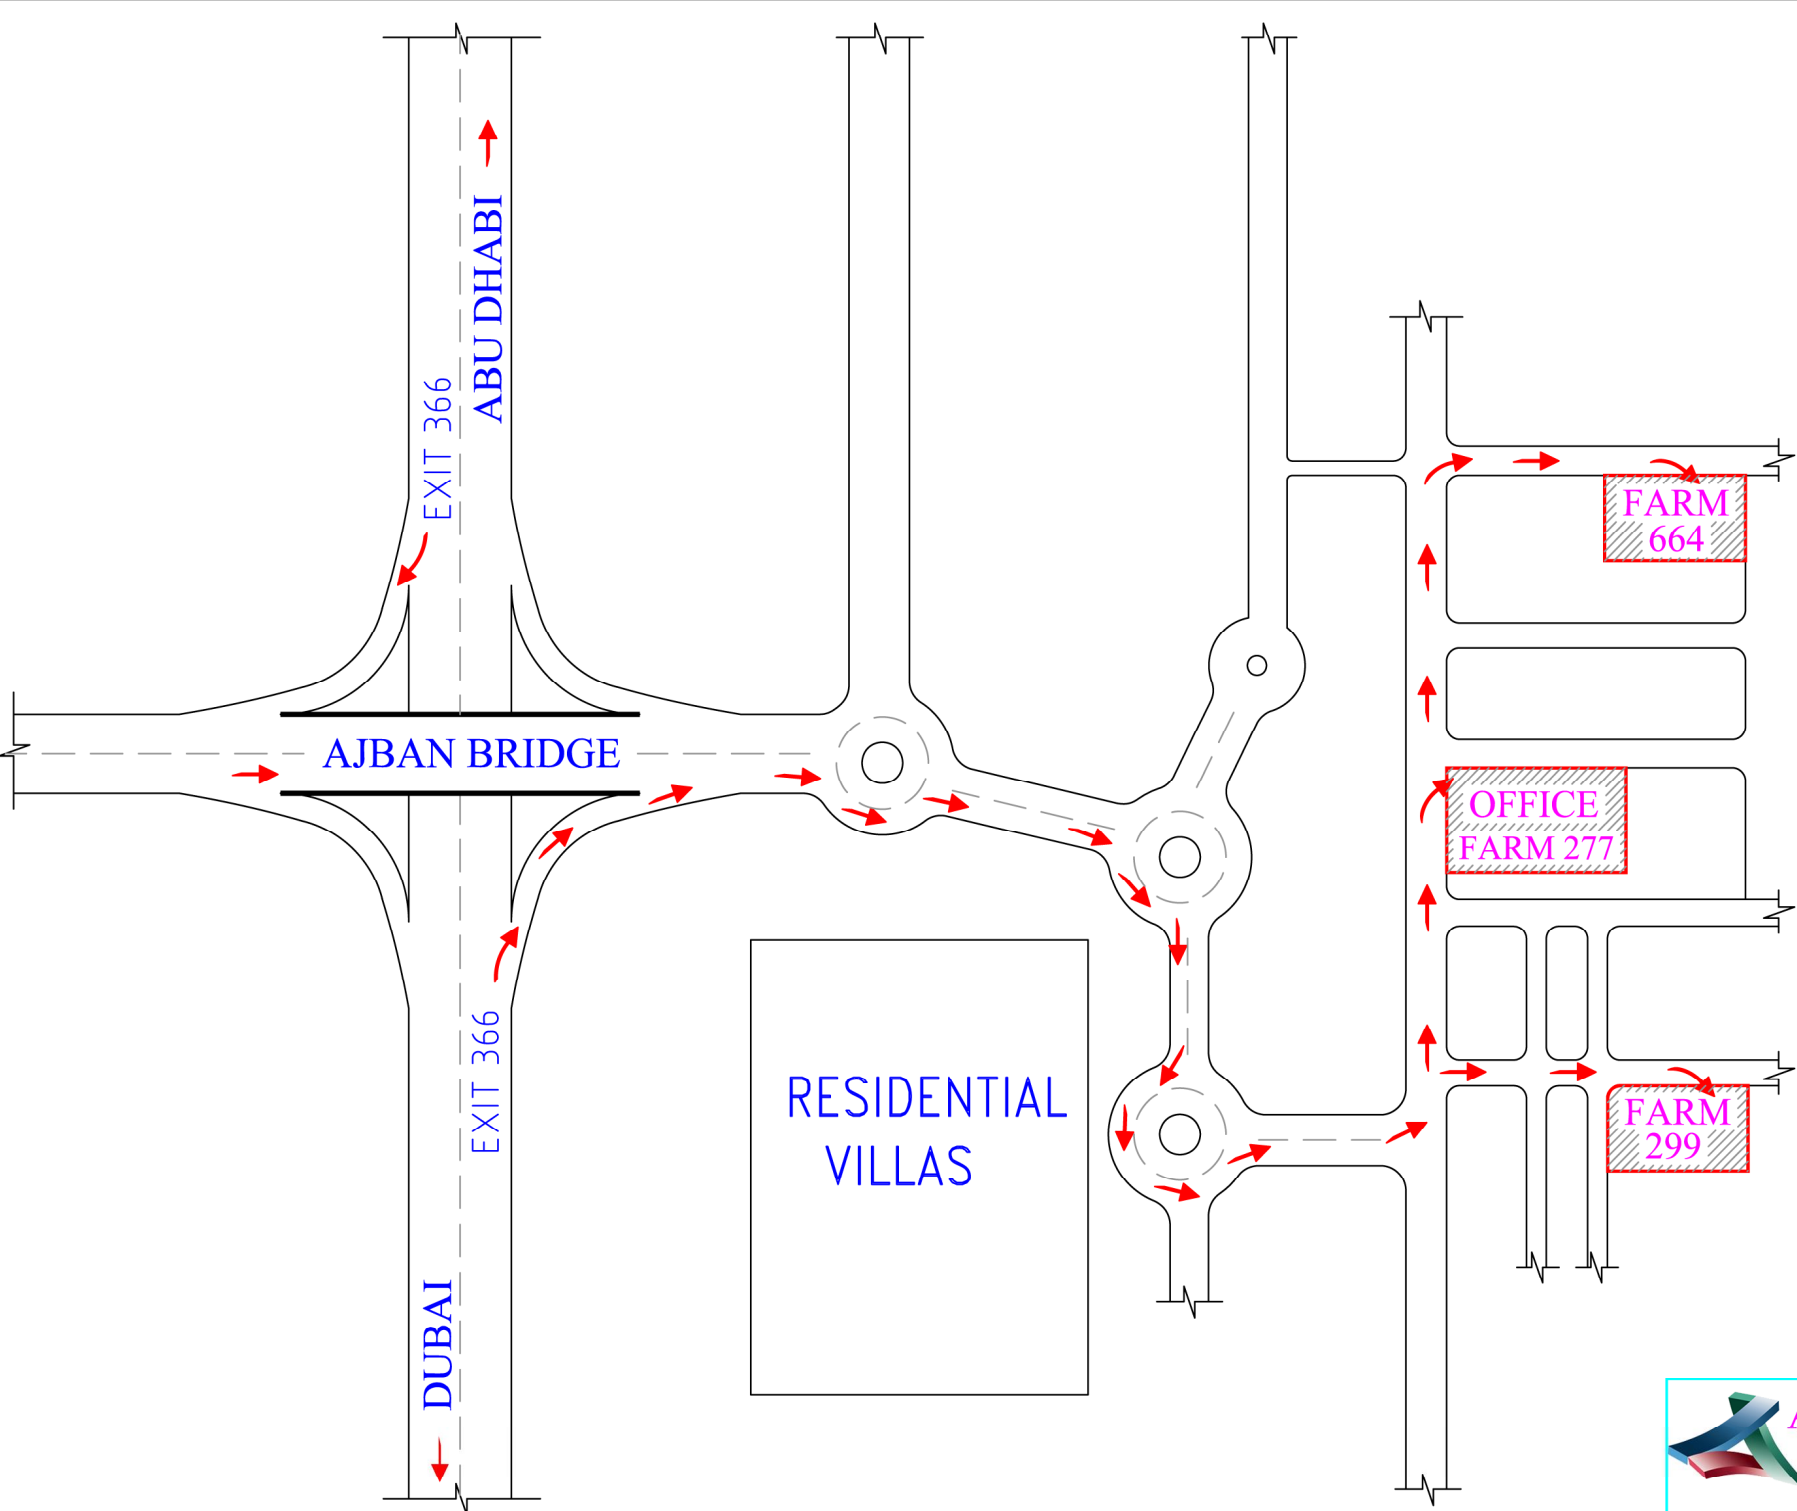 ABU DHABI
EXIT 366
FARM
664
AJBAN BRIDGE
OFFICE
FARM 277
EXIT 366
RESIDENTIAL
VILLAS
FARM
299
DUBAI